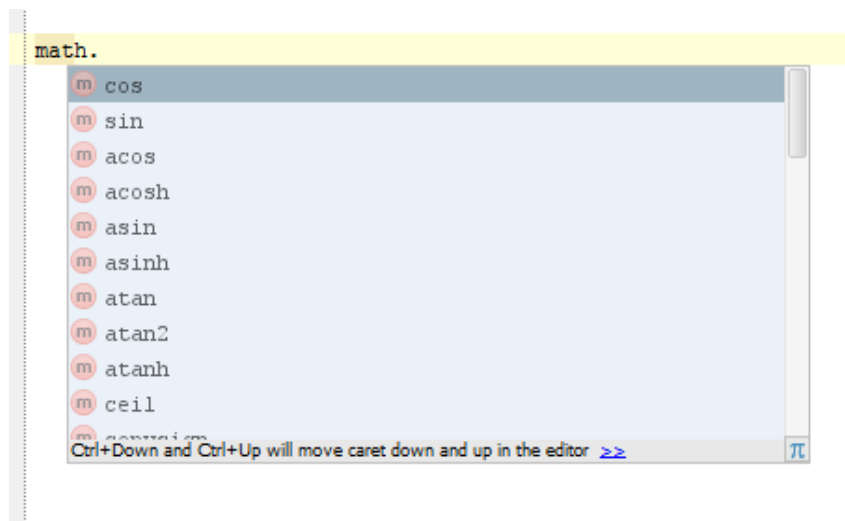 math.
m cos
m sin
m acos
m acosh
m asin
m asinh
m atan
m atan2
m atanh
m ceil
m copysign
Ctrl+Down and Ctrl+Up will move caret down and up in the editor >>
π